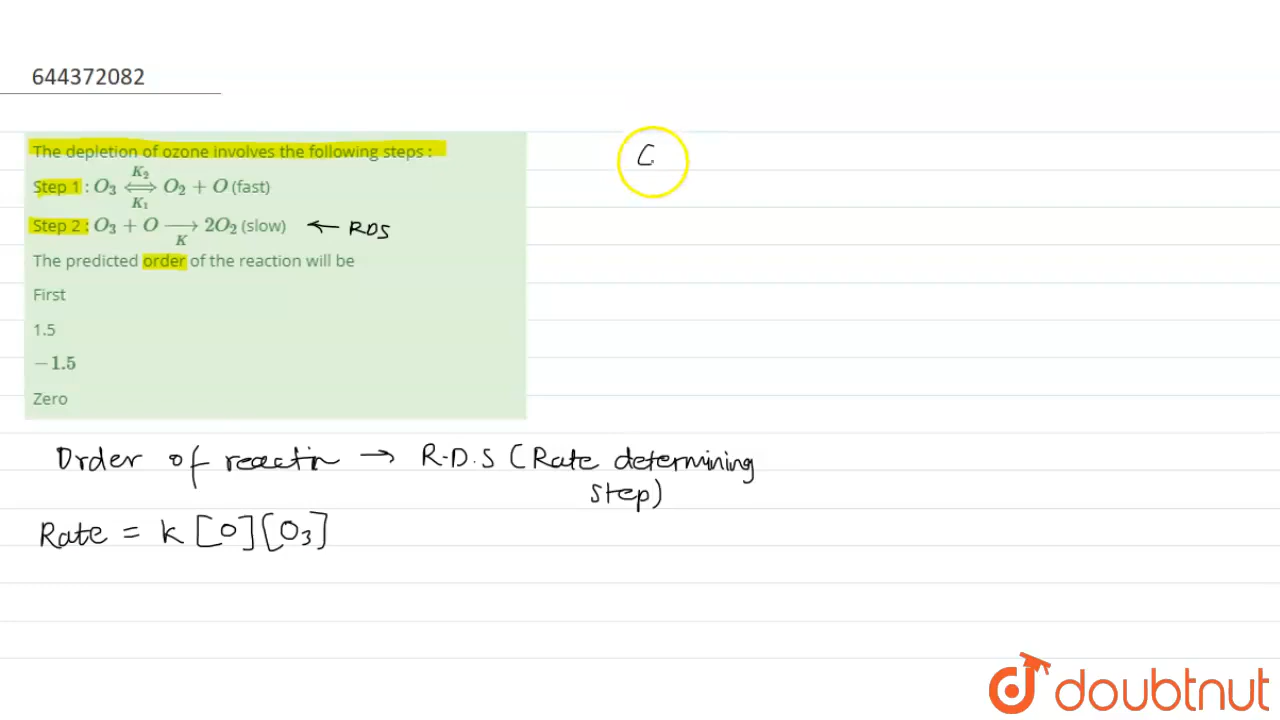 644372082
The depletion of ozone involves the following steps :
Step 1 : O₃ ⇌ O₂ + O (fast) K₂ K₁
Step 2 : O₃ + O → 2O₂ (slow) K ← RDS
The predicted order of the reaction will be
First
1.5
−1.5
Zero
Order of reactin → R.D.S (Rate determining
step)
Rate = k [O][O₃]
doubtnut